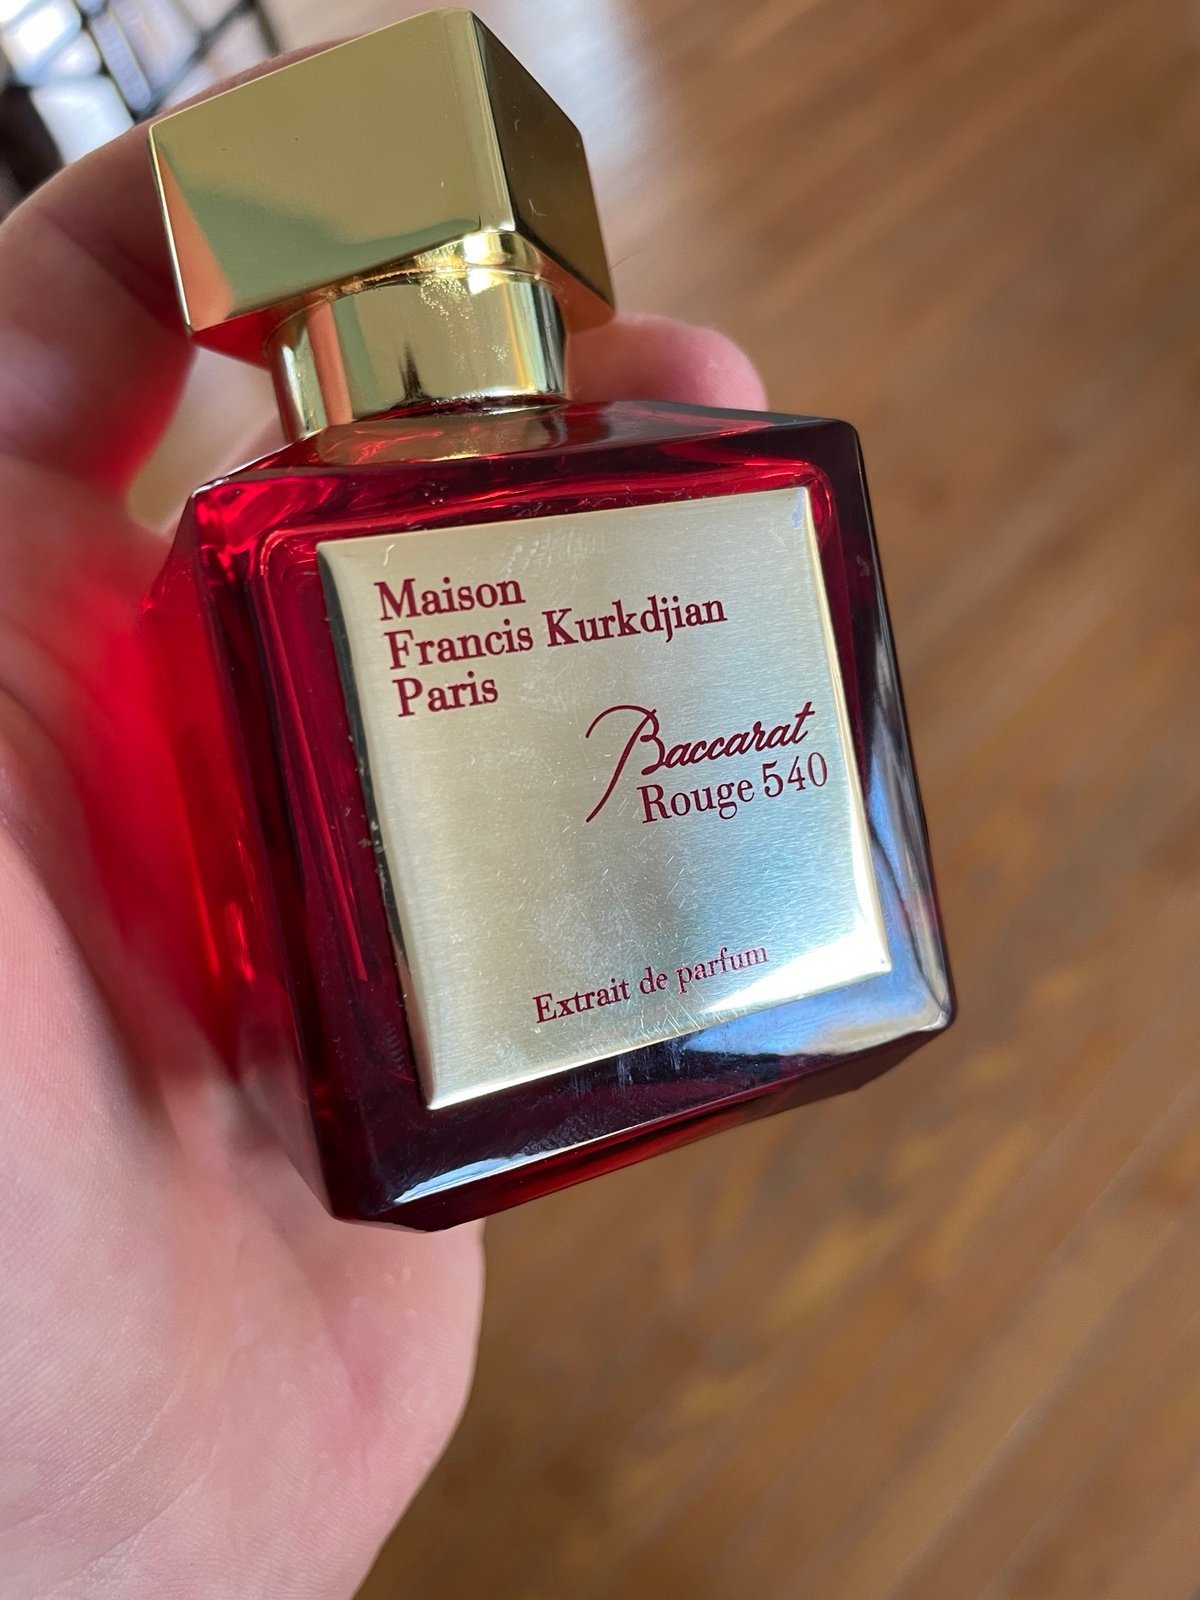 Maison
Francis Kurkdjian
Paris
Baccarat
Rouge 540
Extrait de parfum